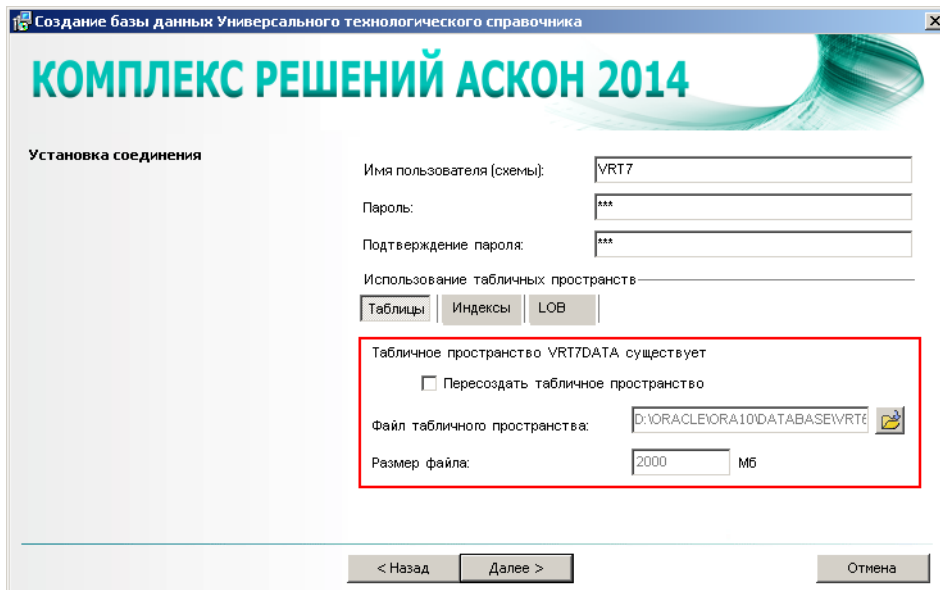 Создание базы данных Универсального технологического справочника
КОМПЛЕКС РЕШЕНИЙ АСКОН 2014
Установка соединения
Имя пользователя (схемы): VRT7
Пароль: ***
Подтверждение пароля: ***
Использование табличных пространств
Таблицы Индексы LOB
Табличное пространство VRT7DATA существует
Пересоздать табличное пространство
Файл табличного пространства: D:\ORACLE\ORA10\DATABASE\VRT6
Размер файла: 2000 Мб
< Назад Далее > Отмена